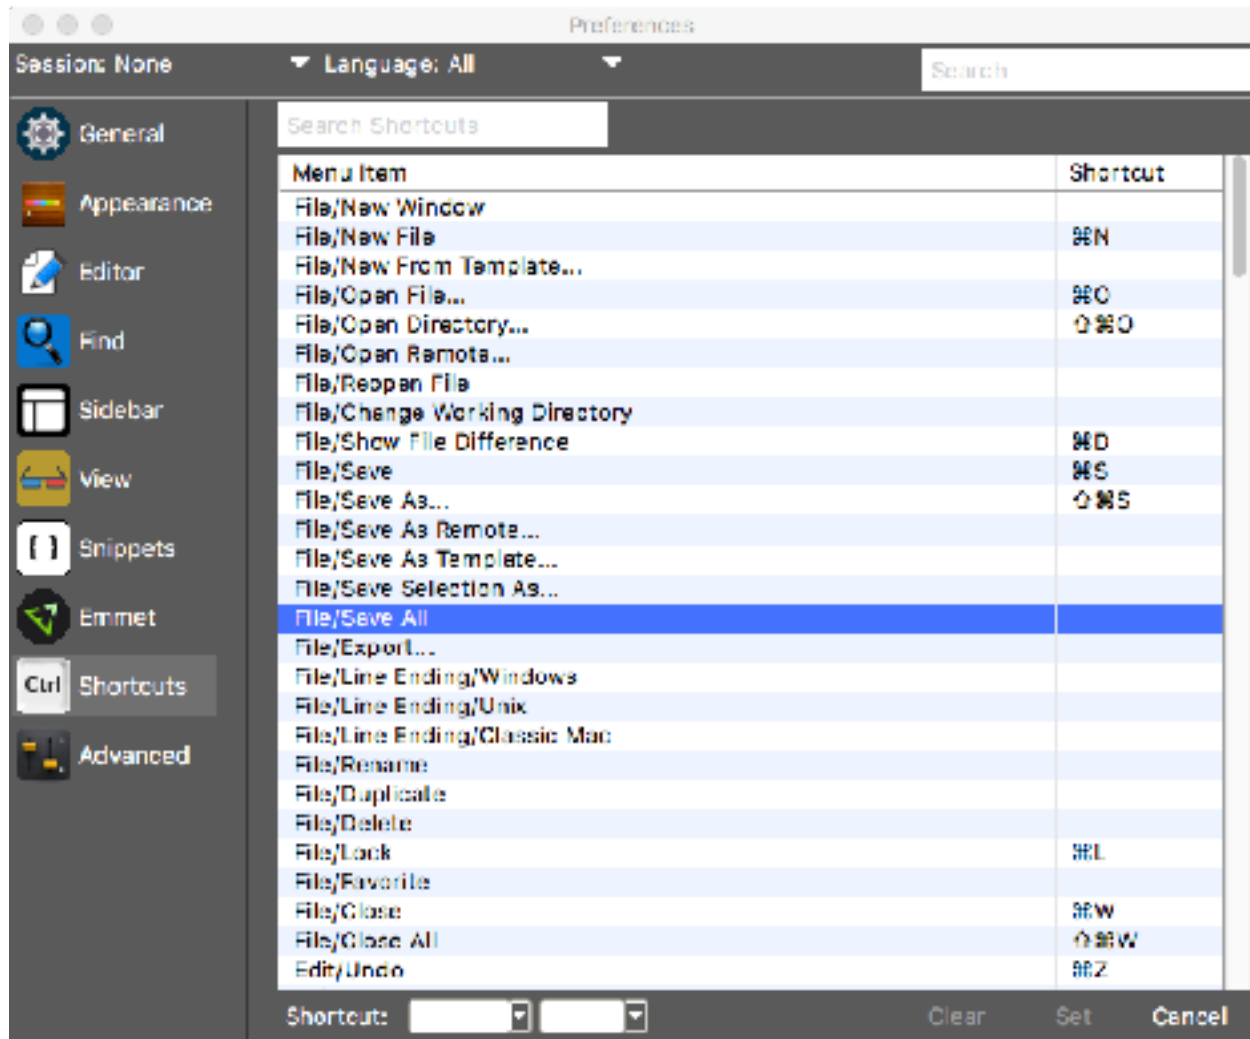 Preferences
Session: None Language: All Search
General
Appearance
Editor
Find
Sidebar
View
Snippets
Emmet
Ctrl Shortcuts
Advanced
Search Shortcuts
Menu Item Shortcut
File/New Window
File/New File ⌘N
File/New From Template...
File/Open File... ⌘O
File/Open Directory... ⇧⌘O
File/Open Remote...
File/Reopen File
File/Change Working Directory
File/Show File Difference ⌘D
File/Save ⌘S
File/Save As... ⇧⌘S
File/Save As Remote...
File/Save As Template...
File/Save Selection As...
File/Save All
File/Export...
File/Line Ending/Windows
File/Line Ending/Unix
File/Line Ending/Classic Mac
File/Rename
File/Duplicate
File/Delete
File/Lock ⌘L
File/Favorite
File/Close ⌘W
File/Close All ⇧⌘W
Edit/Undo ⌘Z
Shortcut: Clear Set Cancel